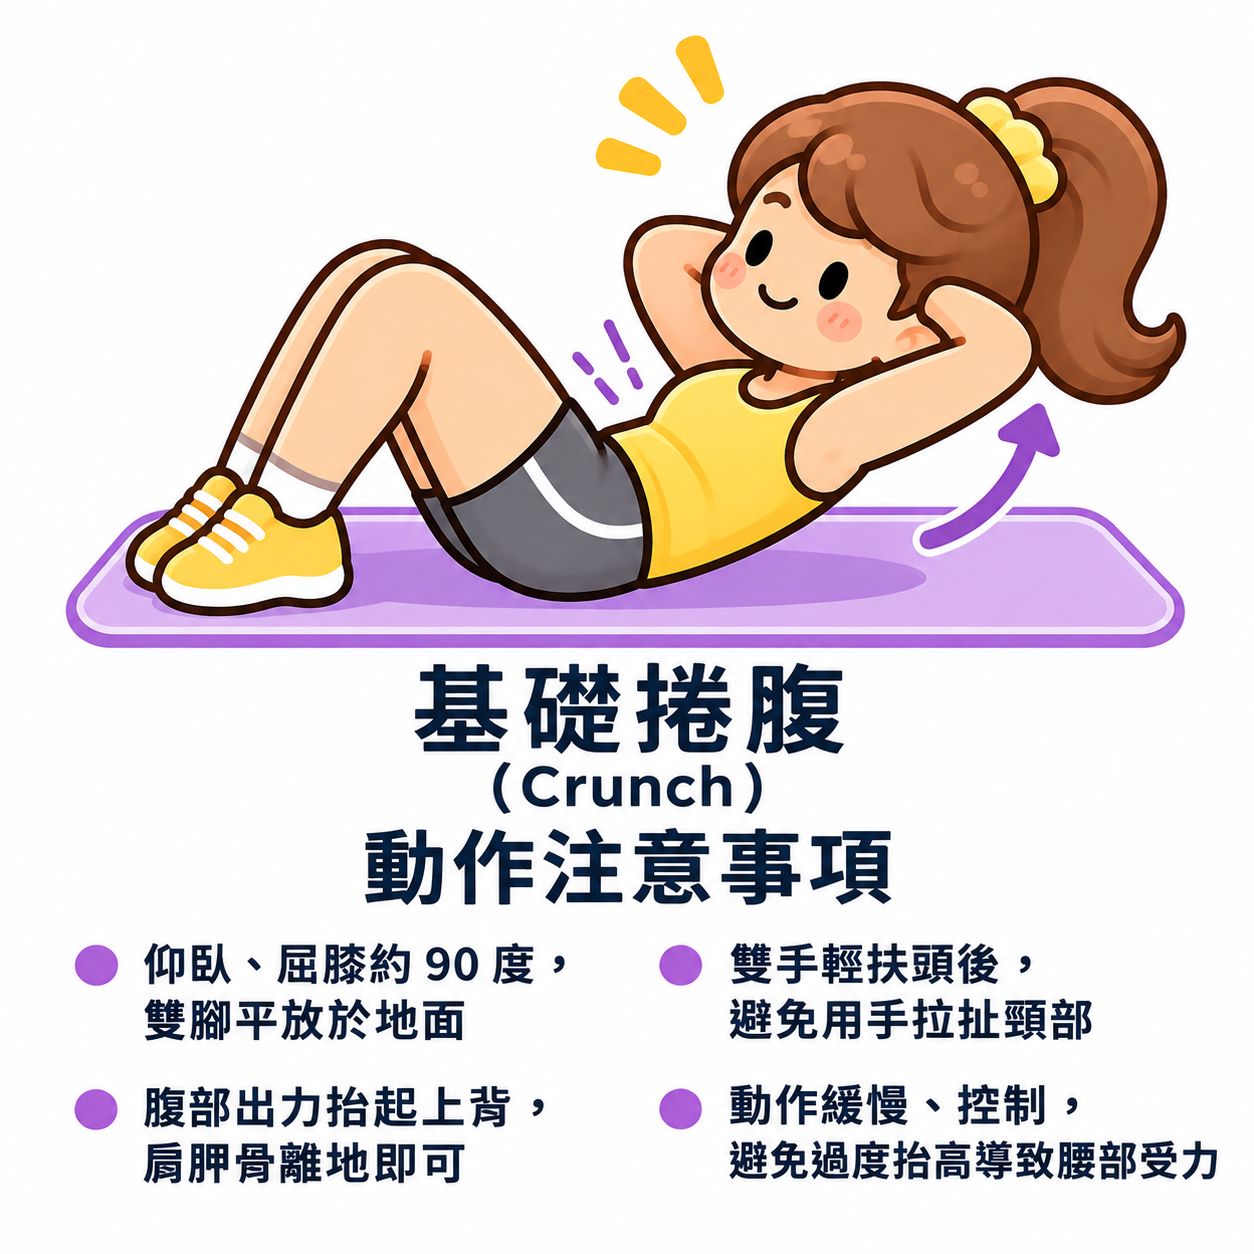 基礎捲腹
(Crunch)
動作注意事項
仰臥、屈膝約 90 度，
雙腳平放於地面
雙手輕扶頭後，
避免用手拉扯頸部
腹部出力抬起上背，
肩胛骨離地即可
動作緩慢、控制，
避免過度抬高導致腰部受力